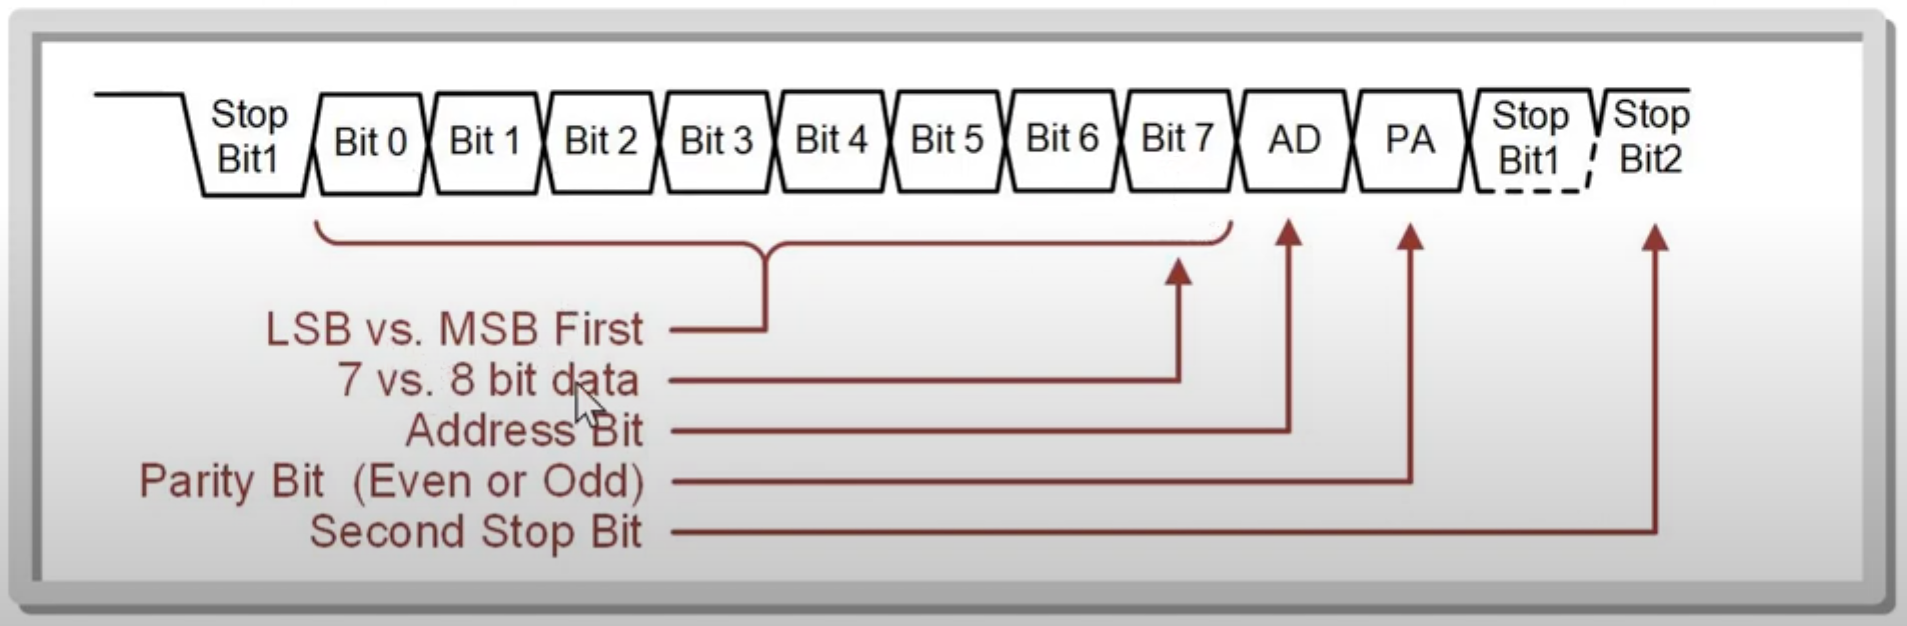 Stop
Bit1
Bit 0
Bit 1
Bit 2
Bit 3
Bit 4
Bit 5
Bit 6
Bit 7
AD
PA
Stop
Bit1
Stop
Bit2
LSB vs. MSB First
7 vs. 8 bit data
Address Bit
Parity Bit (Even or Odd)
Second Stop Bit